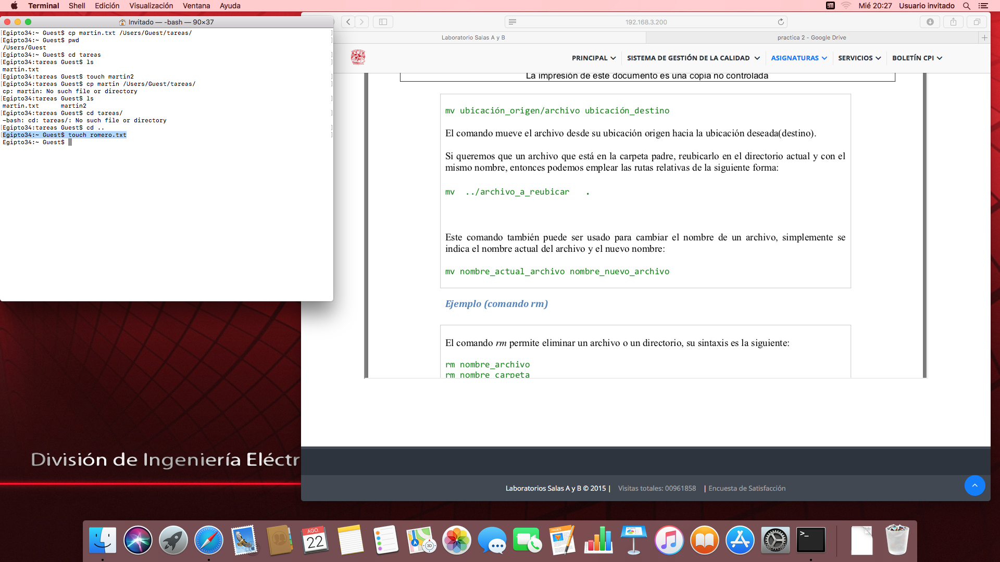 Terminal Shell Edición Visualización Ventana Ayuda
Mié 20:27 Usuario invitado
Invitado — -bash — 90×37
[Egipto34:~ Guest$ cp martin.txt /Users/Guest/tareas/ ]
[Egipto34:~ Guest$ pwd ]
/Users/Guest
[Egipto34:~ Guest$ cd tareas ]
[Egipto34:tareas Guest$ ls ]
martin.txt
[Egipto34:tareas Guest$ touch martin2 ]
[Egipto34:tareas Guest$ cp martin /Users/Guest/tareas/ ]
cp: martin: No such file or directory
[Egipto34:tareas Guest$ ls ]
martin.txt martin2
[Egipto34:tareas Guest$ cd tareas/ ]
-bash: cd: tareas/: No such file or directory
[Egipto34:tareas Guest$ cd .. ]
[Egipto34:~ Guest$ touch romero.txt ]
Egipto34:~ Guest$
192.168.3.200
Laboratorio Salas A y B
practica 2 - Google Drive
PRINCIPAL SISTEMA DE GESTIÓN DE LA CALIDAD ASIGNATURAS SERVICIOS BOLETÍN CPI
La impresión de este documento es una copia no controlada
mv ubicación_origen/archivo ubicación_destino
El comando mueve el archivo desde su ubicación origen hacia la ubicación deseada(destino).
Si queremos que un archivo que está en la carpeta padre, reubicarlo en el directorio actual y con el
mismo nombre, entonces podemos emplear las rutas relativas de la siguiente forma:
mv ../archivo_a_reubicar .
Este comando también puede ser usado para cambiar el nombre de un archivo, simplemente se
indica el nombre actual del archivo y el nuevo nombre:
mv nombre_actual_archivo nombre_nuevo_archivo
Ejemplo (comando rm)
El comando rm permite eliminar un archivo o un directorio, su sintaxis es la siguiente:
rm nombre_archivo
rm nombre_carpeta
Laboratorios Salas A y B © 2015 | Visitas totales: 00961858 | Encuesta de Satisfacción
División de Ingeniería Eléctr
AGO.
22
3D
PAGES
>_